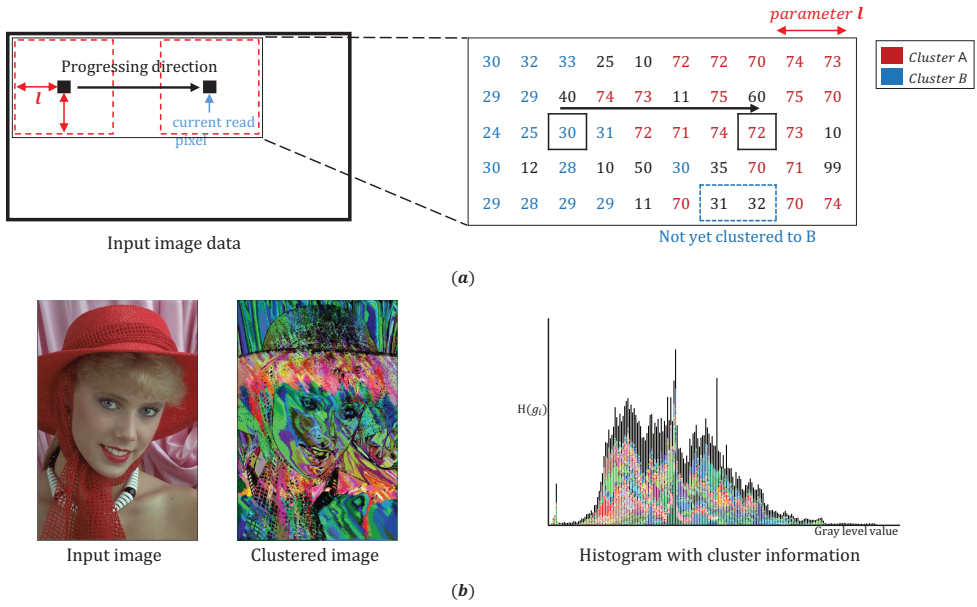 parameter l
Progressing direction
l
current read
pixel
Input image data
30 32 33 25 10 72 72 70 74 73
29 29 40 74 73 11 75 60 75 70
24 25 30 31 72 71 74 72 73 10
30 12 28 10 50 30 35 70 71 99
29 28 29 29 11 70 31 32 70 74
Not yet clustered to B
Cluster A
Cluster B
(a)
H(gᵢ)
Gray level value
Input image
Clustered image
Histogram with cluster information
(b)